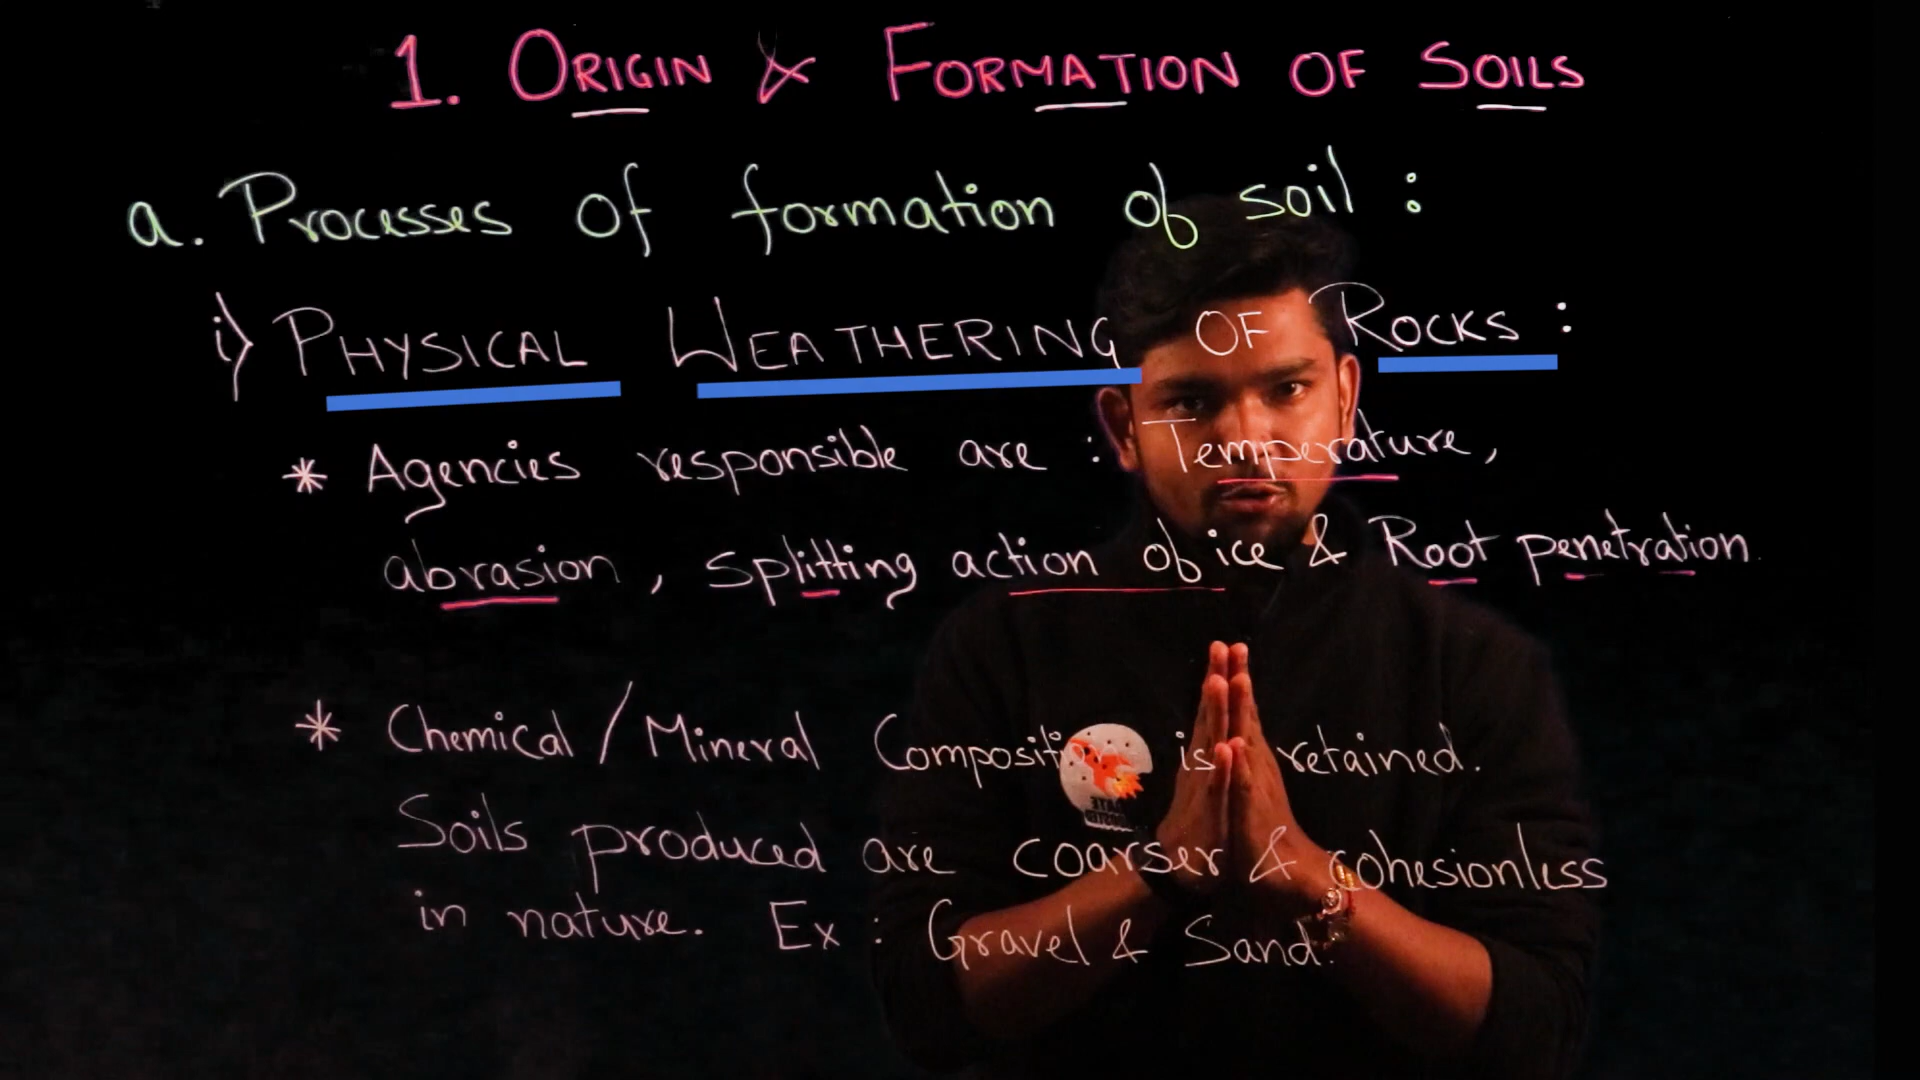 1. ORIGIN & FORMATION OF SOILS
a. Processes of formation of soil :
i) PHYSICAL WEATHERING OF ROCKS :
* Agencies responsible are : Temperature,
abrasion, splitting action of ice & Root penetration.
* Chemical / Mineral Composition is retained.
Soils produced are coarser & cohesionless
in nature. Ex : Gravel & Sand.